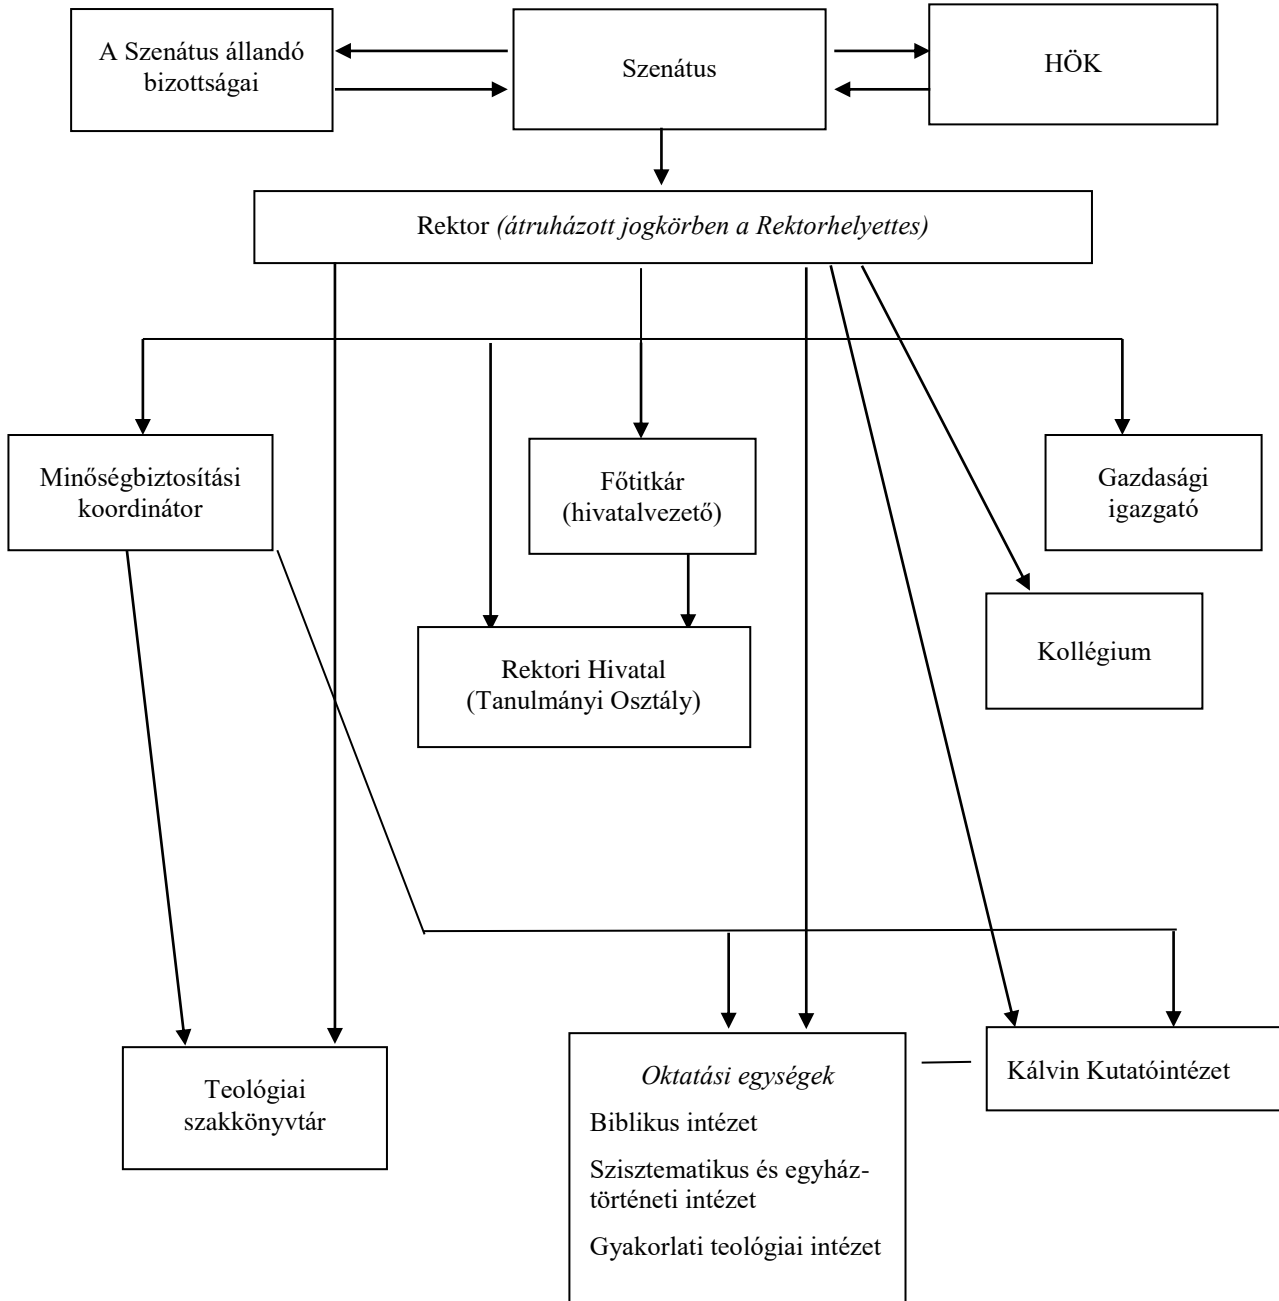 A Szenátus állandó
bizottságai
Szenátus
HÖK
Rektor (átruházott jogkörben a Rektorhelyettes)
Minőségbiztosítási
koordinátor
Főtitkár
(hivatalvezető)
Gazdasági
igazgató
Kollégium
Rektori Hivatal
(Tanulmányi Osztály)
Teológiai
szakkönyvtár
Oktatási egységek
Biblikus intézet
Szisztematikus és egyház-
történeti intézet
Gyakorlati teológiai intézet
Kálvin Kutatóintézet